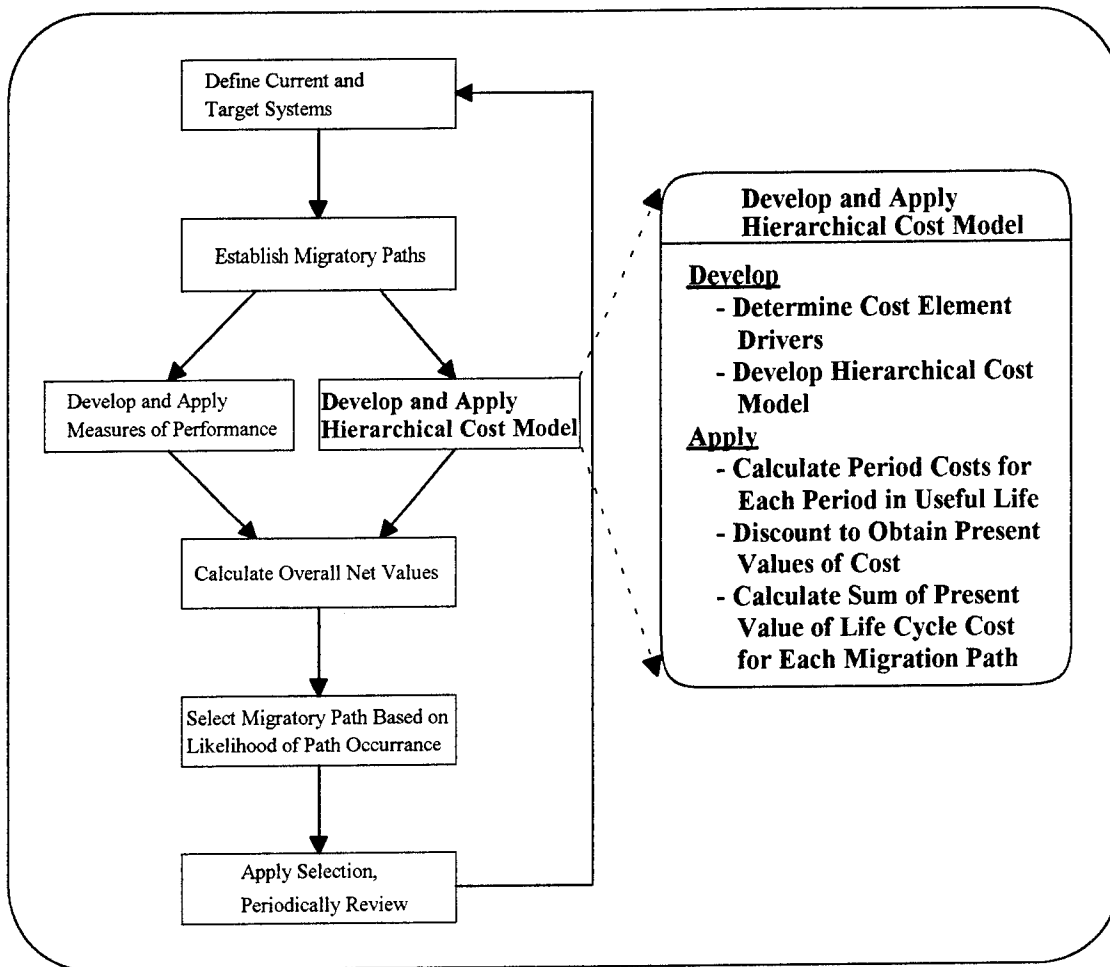 Define Current and
Target Systems
Establish Migratory Paths
Develop and Apply
Measures of Performance
Develop and Apply
Hierarchical Cost Model
Calculate Overall Net Values
Select Migratory Path Based on
Likelihood of Path Occurrance
Apply Selection,
Periodically Review
Develop and Apply
Hierarchical Cost Model
Develop
- Determine Cost Element
Drivers
- Develop Hierarchical Cost
Model
Apply
- Calculate Period Costs for
Each Period in Useful Life
- Discount to Obtain Present
Values of Cost
- Calculate Sum of Present
Value of Life Cycle Cost
for Each Migration Path